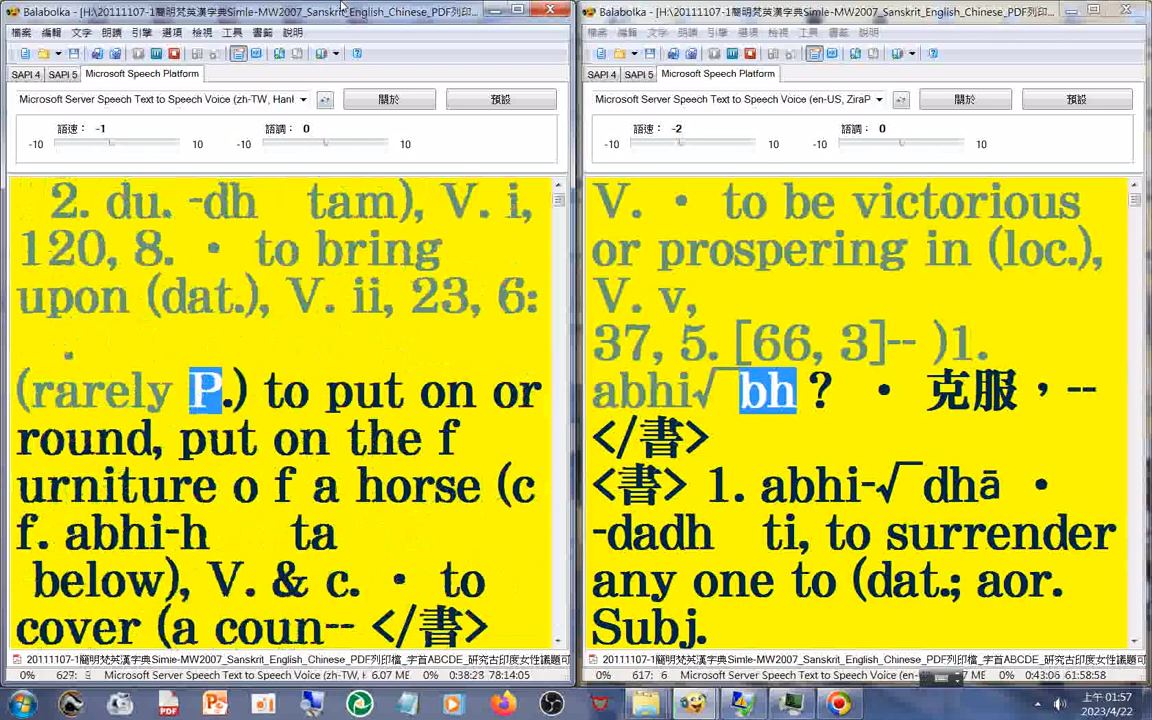 Balabolka - [H:\20111107-1簡明梵英漢字典Simle-MW2007_Sanskrit_English_Chinese_PDF列印...
檔案 編輯 文字 朗讀 引擎 選項 檢視 工具 書籤 說明
SAPI 4 SAPI 5 Microsoft Speech Platform
Microsoft Server Speech Text to Speech Voice (zh-TW, HanH
關於 預設
語速: -1 語調: 0
-10 10 -10 10
2. du. -dh tam), V. i,
120, 8. • to bring
upon (dat.), V. ii, 23, 6:
.
(rarely P.) to put on or
round, put on the f
urniture o f a horse (c
f. abhi-h ta
below), V. & c. • to
cover (a coun-- </書>
20111107-1簡明梵英漢字典Simle-MW2007_Sanskrit_English_Chinese_PDF列印檔_字首ABCDE_研究古印度女性議題可
0% Microsoft Server Speech Text to Speech Voice (zh-TW, H 6.07 MB 0% 0:38:23 78:14:05
Balabolka - [H:\20111107-1簡明梵英漢字典Simle-MW2007_Sanskrit_English_Chinese_PDF列印...
檔案 編輯 文字 朗讀 引擎 選項 檢視 工具 書籤 說明
SAPI 4 SAPI 5 Microsoft Speech Platform
Microsoft Server Speech Text to Speech Voice (en-US, ZiraP
關於 預設
語速: -2 語調: 0
-10 10 -10 10
V. • to be victorious
or prospering in (loc.),
V. v,
37, 5. [66, 3]-- )1.
abhi√ bh ? • 克服，--
</書>
<書> 1. abhi-√ dhā •
-dadh ti, to surrender
any one to (dat.; aor.
Subj.
20111107-1簡明梵英漢字典Simle-MW2007_Sanskrit_English_Chinese_PDF列印檔_字首ABCDE_研究古印度女性議題可
0% 617: 6 Microsoft Server Speech Text to Speech Voice (en-US, 0% 0:43:06 61:58:58
上午 01:57
2023/4/22